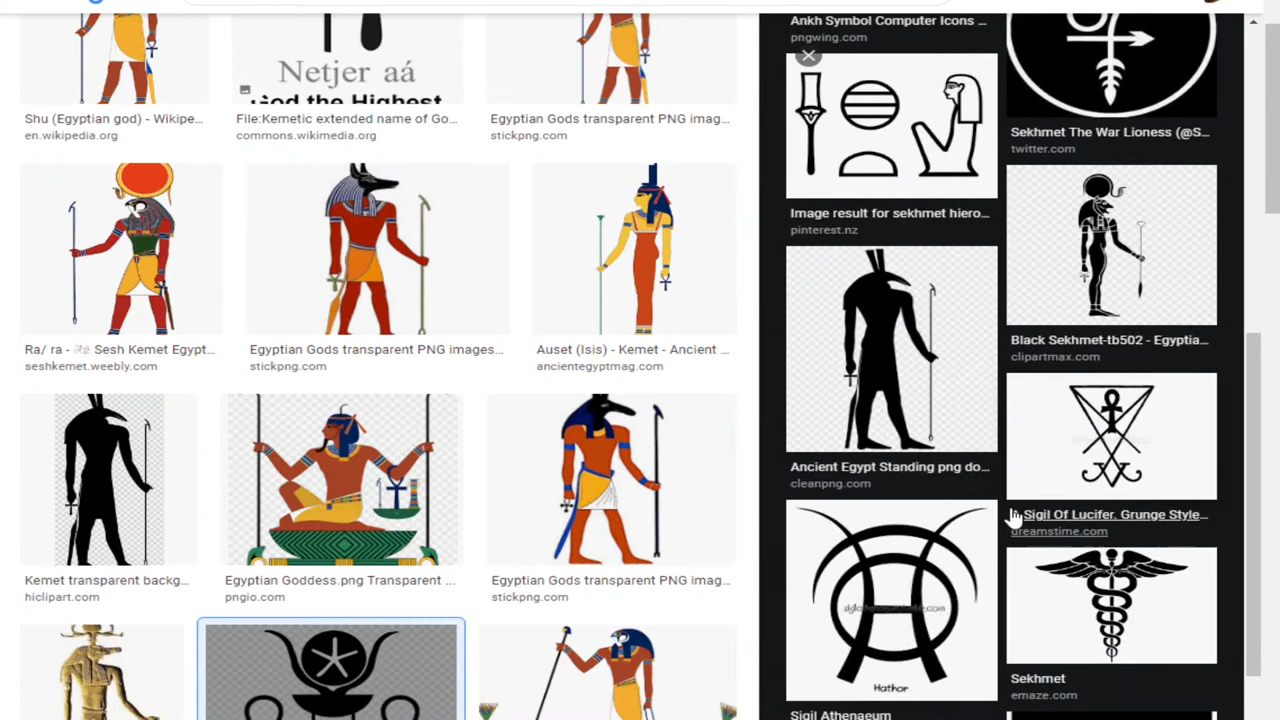 Netjer aá
God the Highest
Shu (Egyptian god) - Wikipe...
en.wikipedia.org
File:Kemetic extended name of Go...
commons.wikimedia.org
Egyptian Gods transparent PNG imag...
stickpng.com
Ra/ ra - Sesh Kemet Egypt...
seshkemet.weebly.com
Egyptian Gods transparent PNG images...
stickpng.com
Auset (Isis) - Kemet - Ancient ...
ancientegyptmag.com
Kemet transparent backg...
hiclipart.com
Egyptian Goddess.png Transparent ...
pngio.com
Egyptian Gods transparent PNG imag...
stickpng.com
Ankh Symbol Computer Icons ...
pngwing.com
Image result for sekhmet hiero...
pinterest.nz
Ancient Egypt Standing png do...
cleanpng.com
Hathor
Sigil Athenaeum
Sekhmet The War Lioness (@S...
twitter.com
Black Sekhmet-tb502 - Egyptia...
clipartmax.com
Sigil Of Lucifer. Grunge Style...
dreamstime.com
Sekhmet
emaze.com